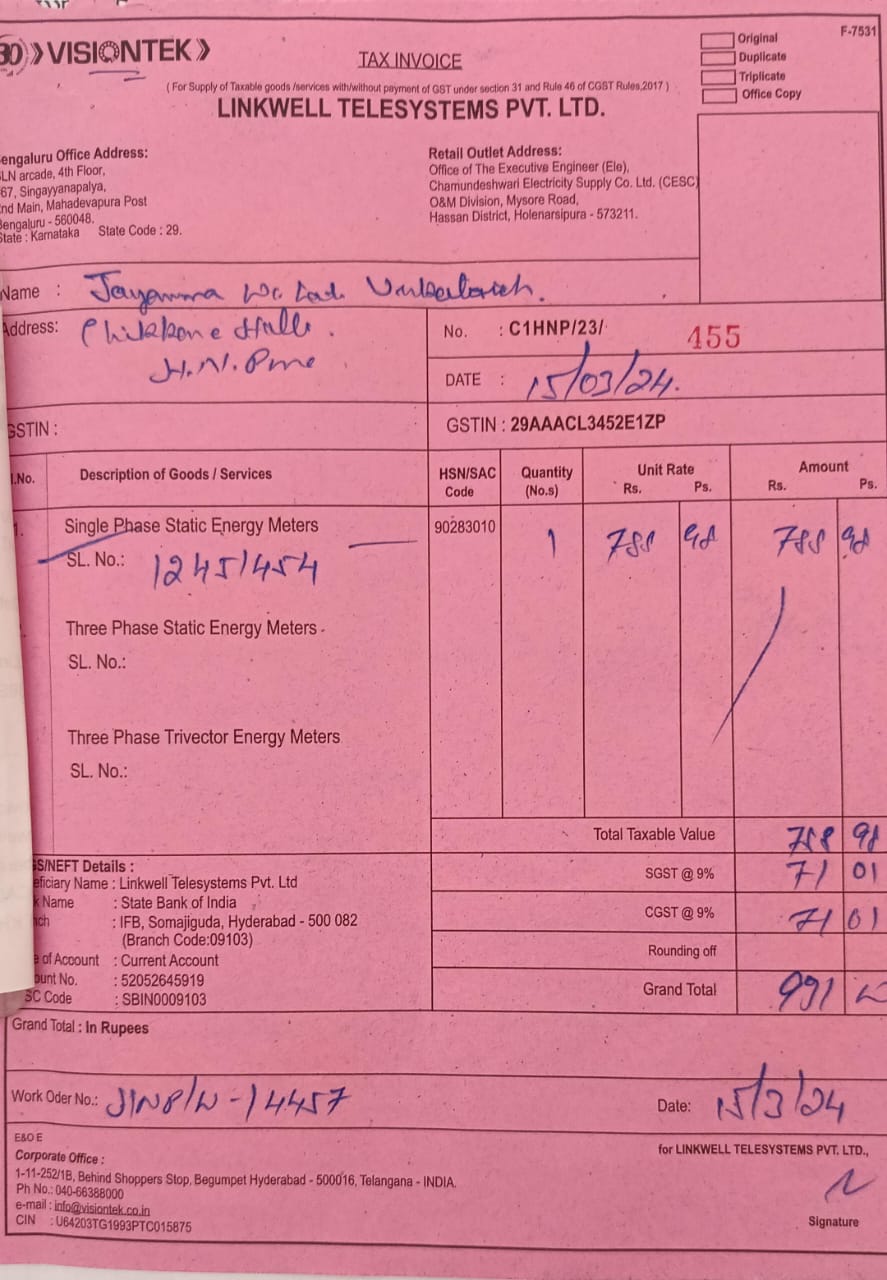 30 VISIONTEK
TAX INVOICE
Original
Duplicate
Triplicate
Office Copy
F-7531
( For Supply of Taxable goods /services with/without payment of GST under section 31 and Rule 46 of CGST Rules,2017 )
LINKWELL TELESYSTEMS PVT. LTD.
engaluru Office Address:
LN arcade, 4th Floor,
67, Singayyanapalya,
nd Main, Mahadevapura Post
Bengaluru - 560048.
State : Karnataka State Code : 29.
Retail Outlet Address:
Office of The Executive Engineer (Ele),
Chamundeshwari Electricity Supply Co. Ltd. (CESC)
O&M Division, Mysore Road,
Hassan District, Holenarsipura - 573211.
Name : Jayamma
Address:
H.N.Pura
No. : C1HNP/23/ 455
DATE : 15/03/24.
GSTIN :
GSTIN : 29AAACL3452E1ZP
l.No. Description of Goods / Services HSN/SAC Code Quantity (No.s) Unit Rate Rs. Ps. Amount Rs. Ps.
1. Single Phase Static Energy Meters 90283010 1 788 98 788 98
SL. No.: 12451454
Three Phase Static Energy Meters
SL. No.:
Three Phase Trivector Energy Meters
SL. No.:
Total Taxable Value 788 98
SGST @ 9% 71 01
CGST @ 9% 71 01
Rounding off
Grand Total 991
GS/NEFT Details :
eficiary Name : Linkwell Telesystems Pvt. Ltd
k Name : State Bank of India
nch : IFB, Somajiguda, Hyderabad - 500 082
(Branch Code:09103)
e of Account : Current Account
ount No. : 52052645919
SC Code : SBIN0009103
Grand Total : In Rupees
Work Oder No.: 14457
Date: 15/3/24
E&O E
Corporate Office :
1-11-252/1B, Behind Shoppers Stop, Begumpet Hyderabad - 500016, Telangana - INDIA.
Ph No.: 040-66388000
e-mail : info@visiontek.co.in
CIN : U64203TG1993PTC015875
for LINKWELL TELESYSTEMS PVT. LTD.,
Signature